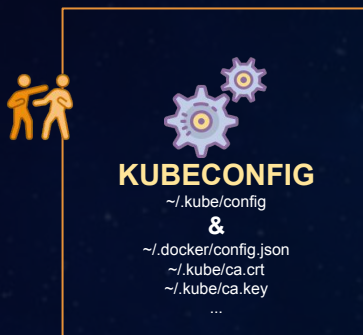 KUBECONFIG
~/.kube/config
&
~/.docker/config.json
~/.kube/ca.crt
~/.kube/ca.key
...